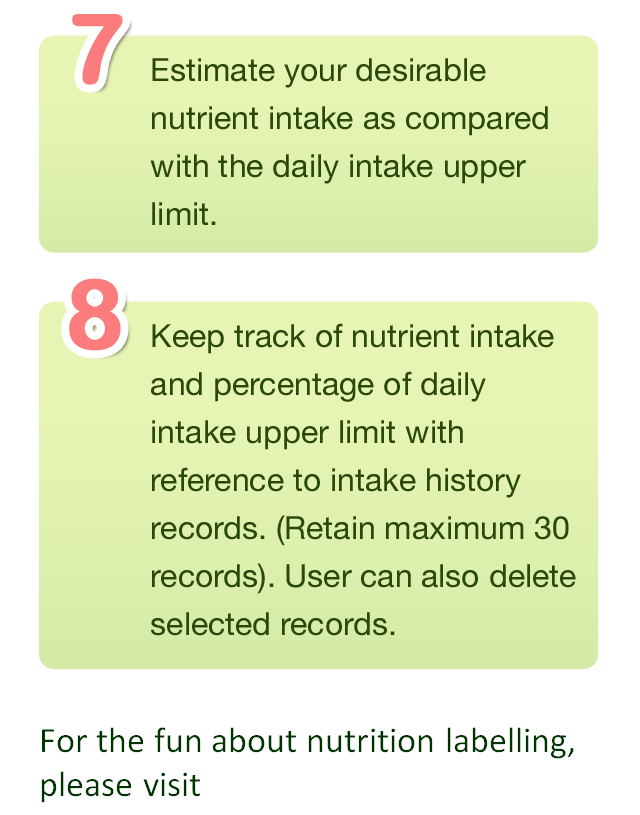 7
Estimate your desirable
nutrient intake as compared
with the daily intake upper
limit.
8
Keep track of nutrient intake
and percentage of daily
intake upper limit with
reference to intake history
records. (Retain maximum 30
records). User can also delete
selected records.
For the fun about nutrition labelling,
please visit